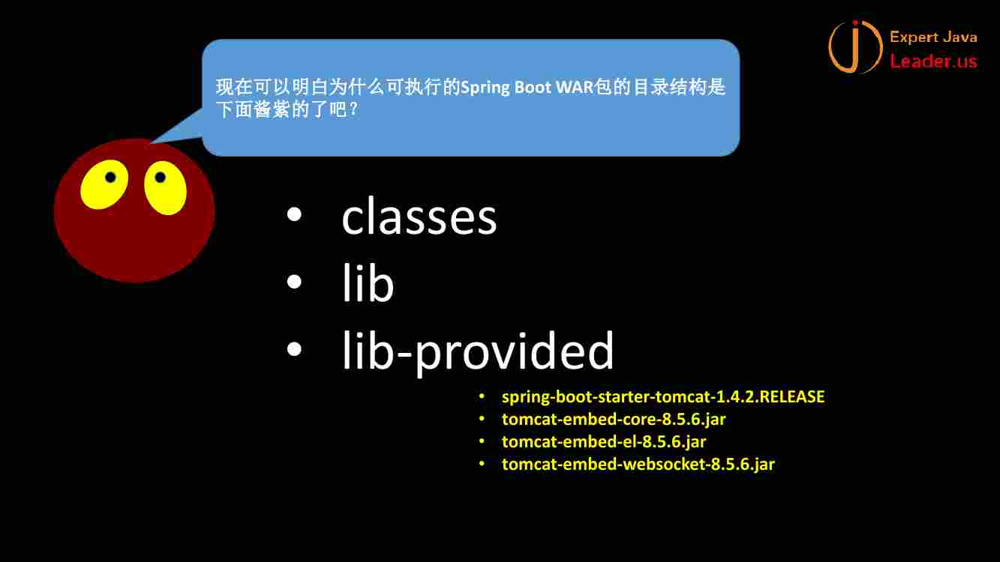 Expert Java
Leader.us
现在可以明白为什么可执行的Spring Boot WAR包的目录结构是
下面酱紫的了吧？
• classes
• lib
• lib-provided
• spring-boot-starter-tomcat-1.4.2.RELEASE
• tomcat-embed-core-8.5.6.jar
• tomcat-embed-el-8.5.6.jar
• tomcat-embed-websocket-8.5.6.jar